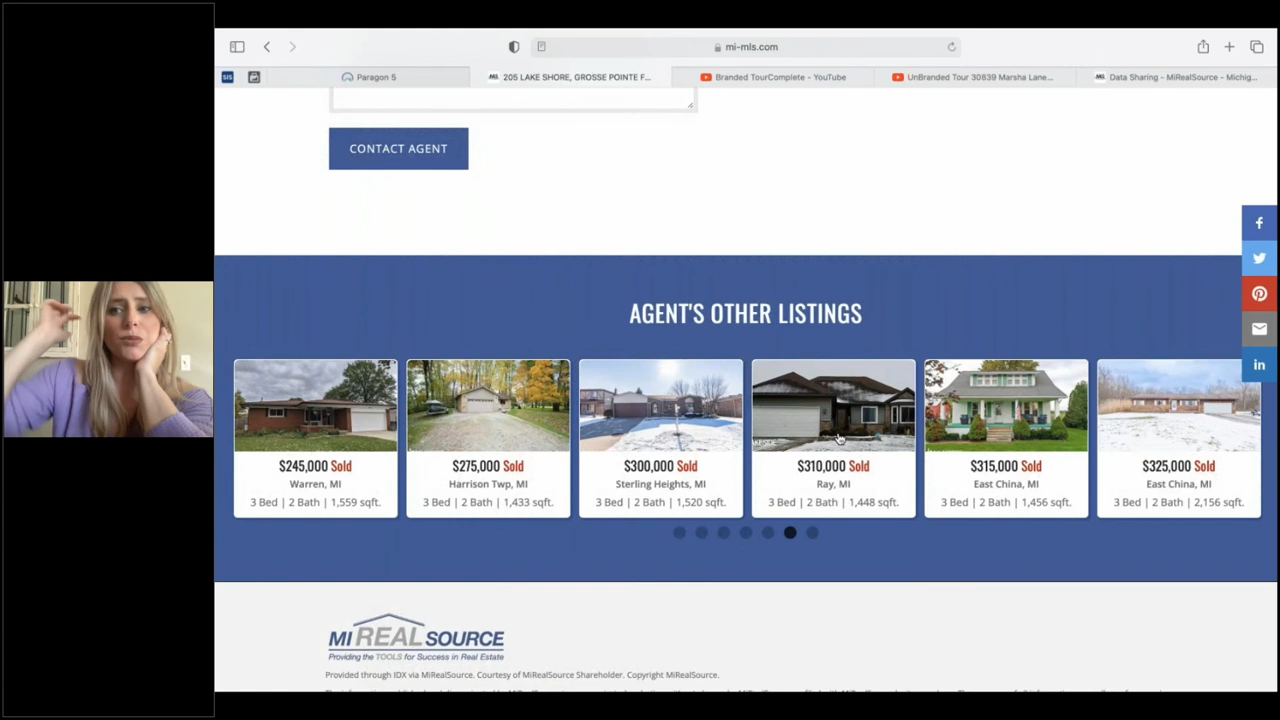 mi-mls.com
SIS
Paragon 5
205 LAKE SHORE, GROSSE POINTE F...
Branded TourComplete - YouTube
UnBranded Tour 30839 Marsha Lane...
Data Sharing - MiRealSource - Michig...
CONTACT AGENT
AGENT'S OTHER LISTINGS
$245,000 Sold
Warren, MI
3 Bed | 2 Bath | 1,559 sqft.
$275,000 Sold
Harrison Twp, MI
3 Bed | 2 Bath | 1,433 sqft.
$300,000 Sold
Sterling Heights, MI
3 Bed | 2 Bath | 1,520 sqft.
$310,000 Sold
Ray, MI
3 Bed | 2 Bath | 1,448 sqft.
$315,000 Sold
East China, MI
3 Bed | 2 Bath | 1,456 sqft.
$325,000 Sold
East China, MI
3 Bed | 2 Bath | 2,156 sqft.
MI REAL SOURCE
Providing the TOOLS for Success in Real Estate
Provided through IDX via MiRealSource. Courtesy of MiRealSource Shareholder. Copyright MiRealSource.